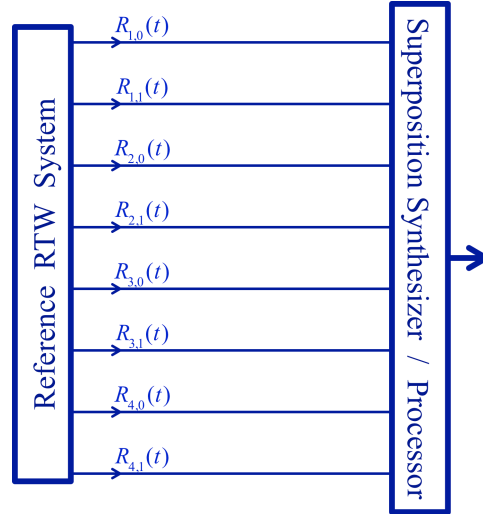 Reference RTW System
R1,0(t)
R1,1(t)
R2,0(t)
R2,1(t)
R3,0(t)
R3,1(t)
R4,0(t)
R4,1(t)
Superposition Synthesizer / Processor